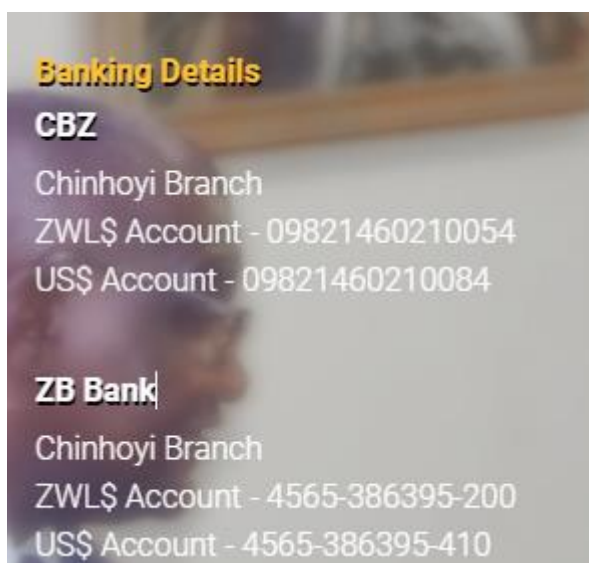 Banking Details
CBZ
Chinhoyi Branch
ZWL$ Account - 09821460210054
US$ Account - 09821460210084
ZB Bank
Chinhoyi Branch
ZWL$ Account - 4565-386395-200
US$ Account - 4565-386395-410